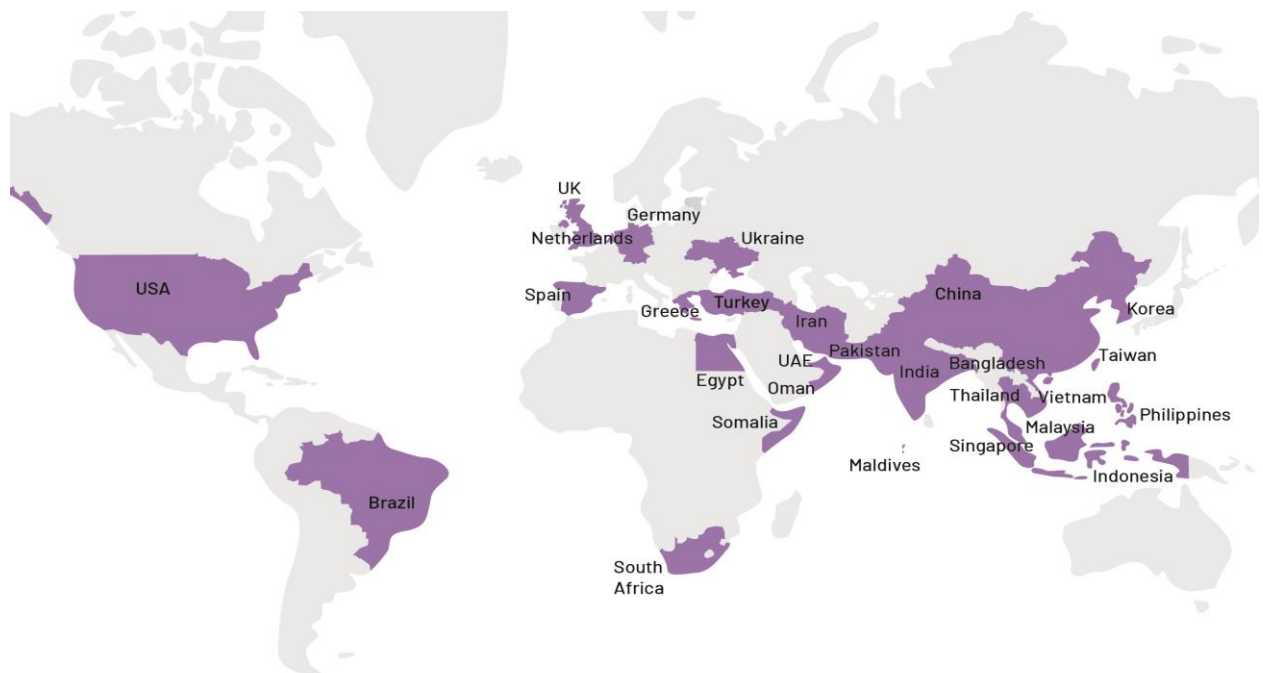 UK
Germany
Netherlands
Ukraine
USA
China
Spain
Greece
Turkey
Korea
Iran
Pakistan
Taiwan
UAE
India
Bangladesh
Egypt
Oman
Thailand
Vietnam
Somalia
Philippines
Malaysia
Singapore
Maldives
Indonesia
Brazil
South
Africa